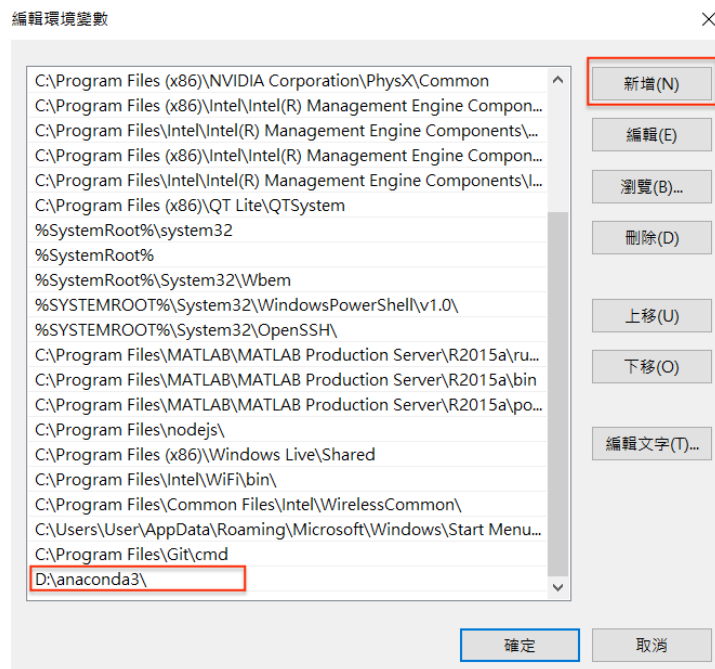 編輯環境變數
C:\Program Files (x86)\NVIDIA Corporation\PhysX\Common
C:\Program Files (x86)\Intel\Intel(R) Management Engine Compon...
C:\Program Files\Intel\Intel(R) Management Engine Components\...
C:\Program Files (x86)\Intel\Intel(R) Management Engine Compon...
C:\Program Files\Intel\Intel(R) Management Engine Components\I...
C:\Program Files (x86)\QT Lite\QTSystem
%SystemRoot%\system32
%SystemRoot%
%SystemRoot%\System32\Wbem
%SYSTEMROOT%\System32\WindowsPowerShell\v1.0\
%SYSTEMROOT%\System32\OpenSSH\
C:\Program Files\MATLAB\MATLAB Production Server\R2015a\ru...
C:\Program Files\MATLAB\MATLAB Production Server\R2015a\bin
C:\Program Files\MATLAB\MATLAB Production Server\R2015a\po...
C:\Program Files\nodejs\
C:\Program Files (x86)\Windows Live\Shared
C:\Program Files\Intel\WiFi\bin\
C:\Program Files\Common Files\Intel\WirelessCommon\
C:\Users\User\AppData\Roaming\Microsoft\Windows\Start Menu...
C:\Program Files\Git\cmd
D:\anaconda3\
新增(N)
編輯(E)
瀏覽(B)...
刪除(D)
上移(U)
下移(O)
編輯文字(T)...
確定
取消